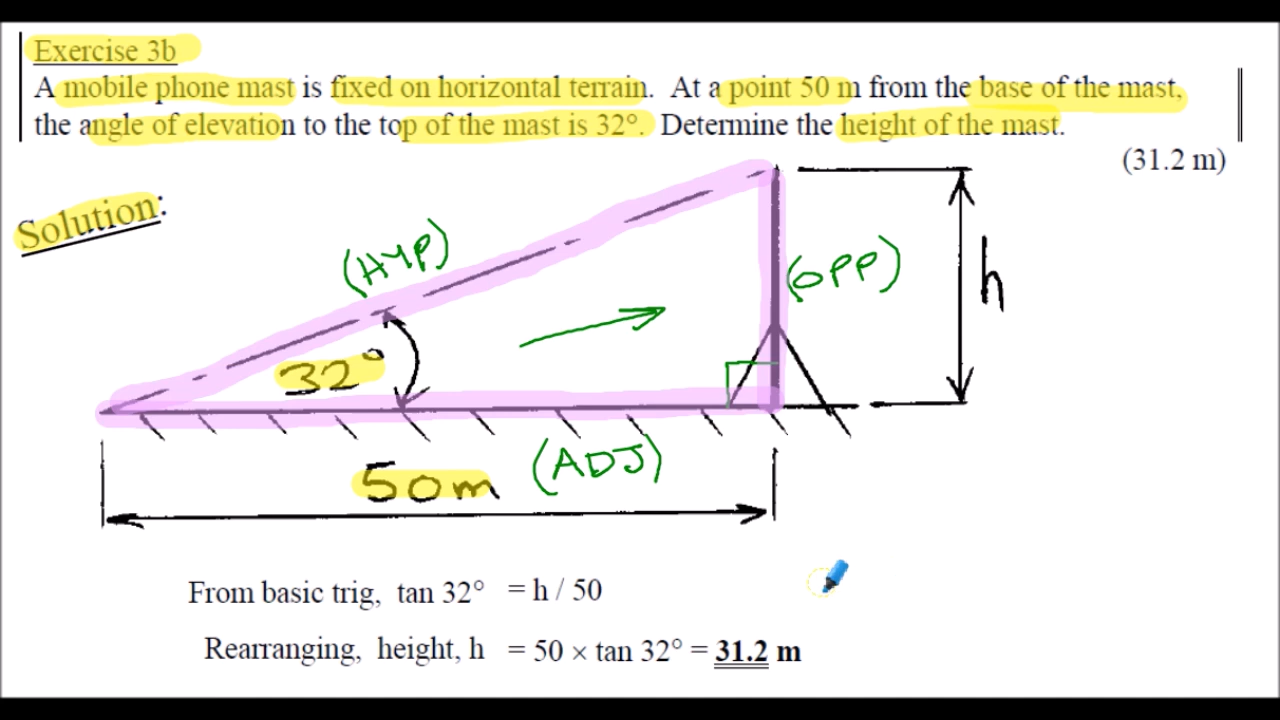 Exercise 3b
A mobile phone mast is fixed on horizontal terrain. At a point 50 m from the base of the mast,
the angle of elevation to the top of the mast is 32°. Determine the height of the mast.
(31.2 m)
Solution:
(HYP)
(OPP)
h
32°
(ADJ)
50m
From basic trig, tan 32° = h / 50
Rearranging, height, h = 50 × tan 32° = 31.2 m